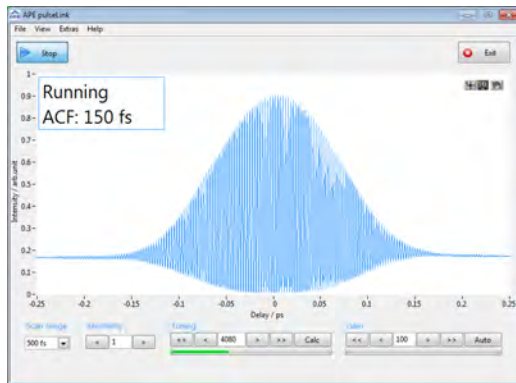 APE pulseLink
File View Extras Help
Stop
Exit
Running
ACF: 150 fs
Intensity / arb.unit
1
0.9
0.8
0.7
0.6
0.5
0.4
0.3
0.2
0.1
0
-0.25 -0.2 -0.15 -0.1 -0.05 0 0.05 0.1 0.15 0.2 0.25
Delay / ps
Scan range Sensitivity Tuning Gain
500 fs < 1 > << < 4080 > >> Calc << < 100 > >> Auto